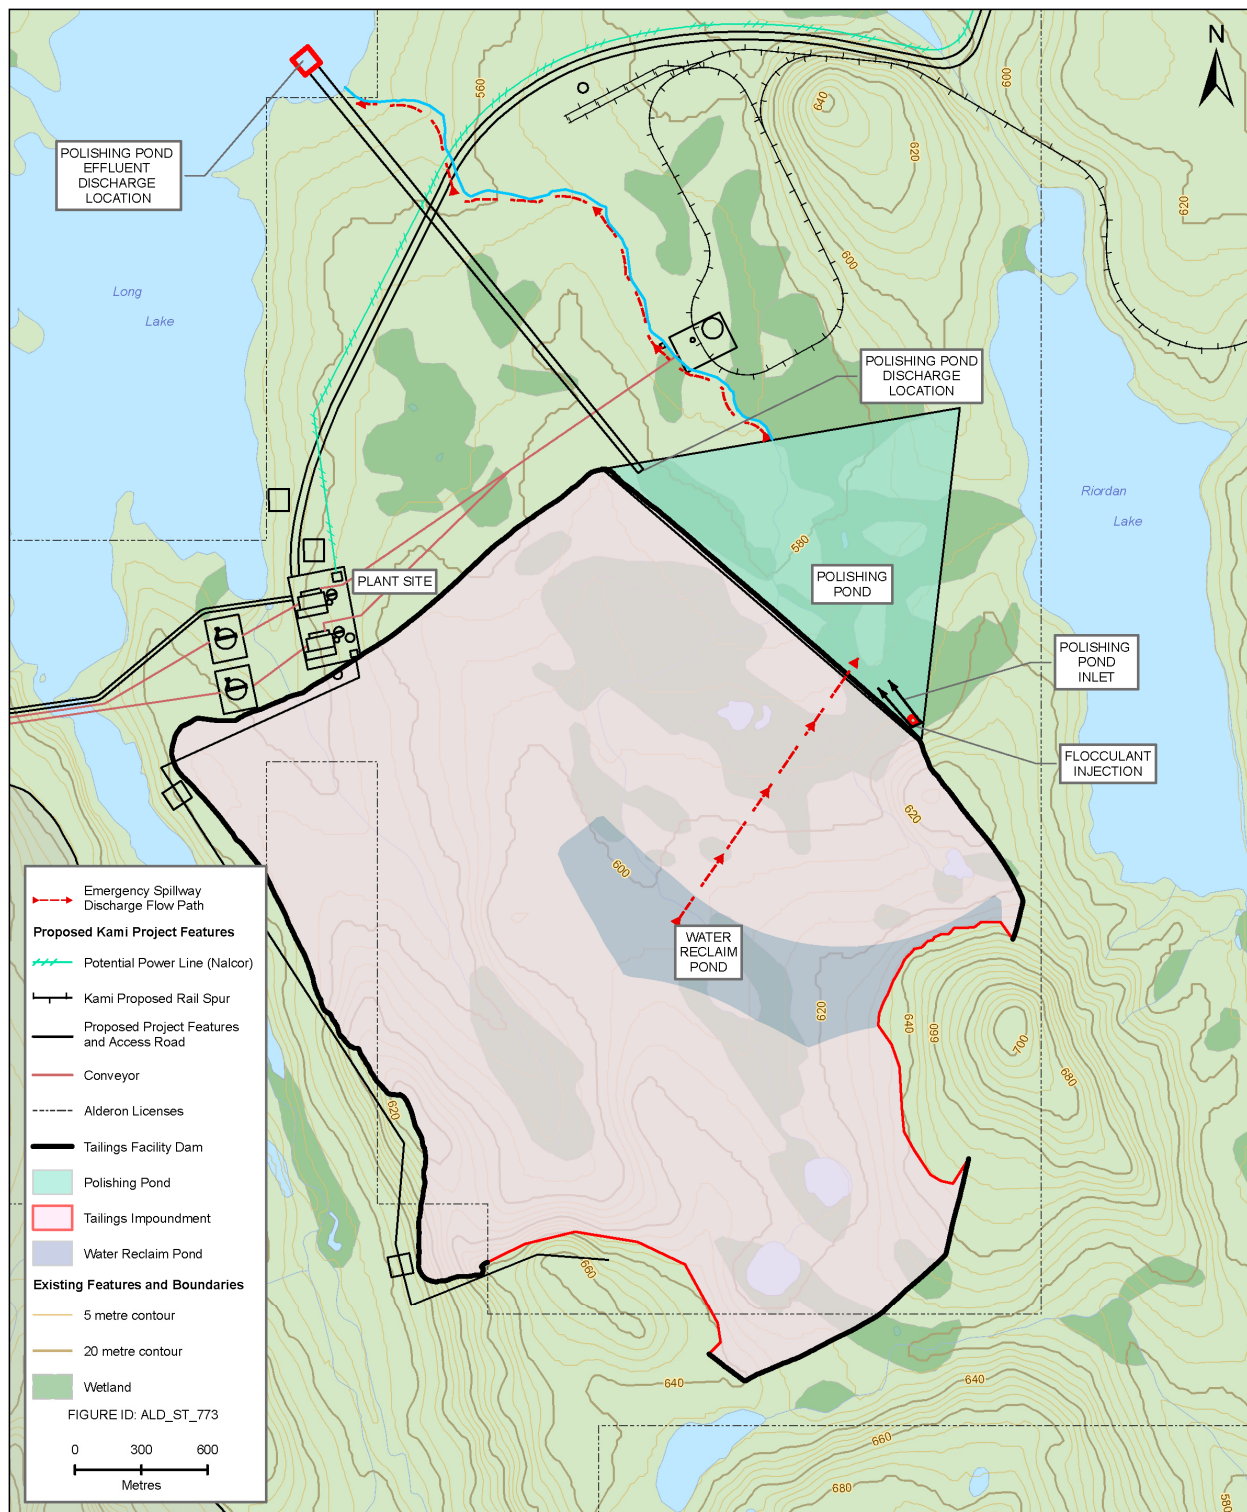 N
560
640
620
600
620
600
POLISHING POND
EFFLUENT
DISCHARGE
LOCATION
Long
Lake
POLISHING POND
DISCHARGE
LOCATION
Riordan
Lake
580
PLANT SITE
POLISHING
POND
POLISHING
POND
INLET
FLOCCULANT
INJECTION
620
600
WATER
RECLAIM
POND
620
640
660
700
680
620
660
640
640
660
680
580
Emergency Spillway
Discharge Flow Path
Proposed Kami Project Features
Potential Power Line (Nalcor)
Kami Proposed Rail Spur
Proposed Project Features
and Access Road
Conveyor
Alderon Licenses
Tailings Facility Dam
Polishing Pond
Tailings Impoundment
Water Reclaim Pond
Existing Features and Boundaries
5 metre contour
20 metre contour
Wetland
FIGURE ID: ALD_ST_773
0 300 600
Metres